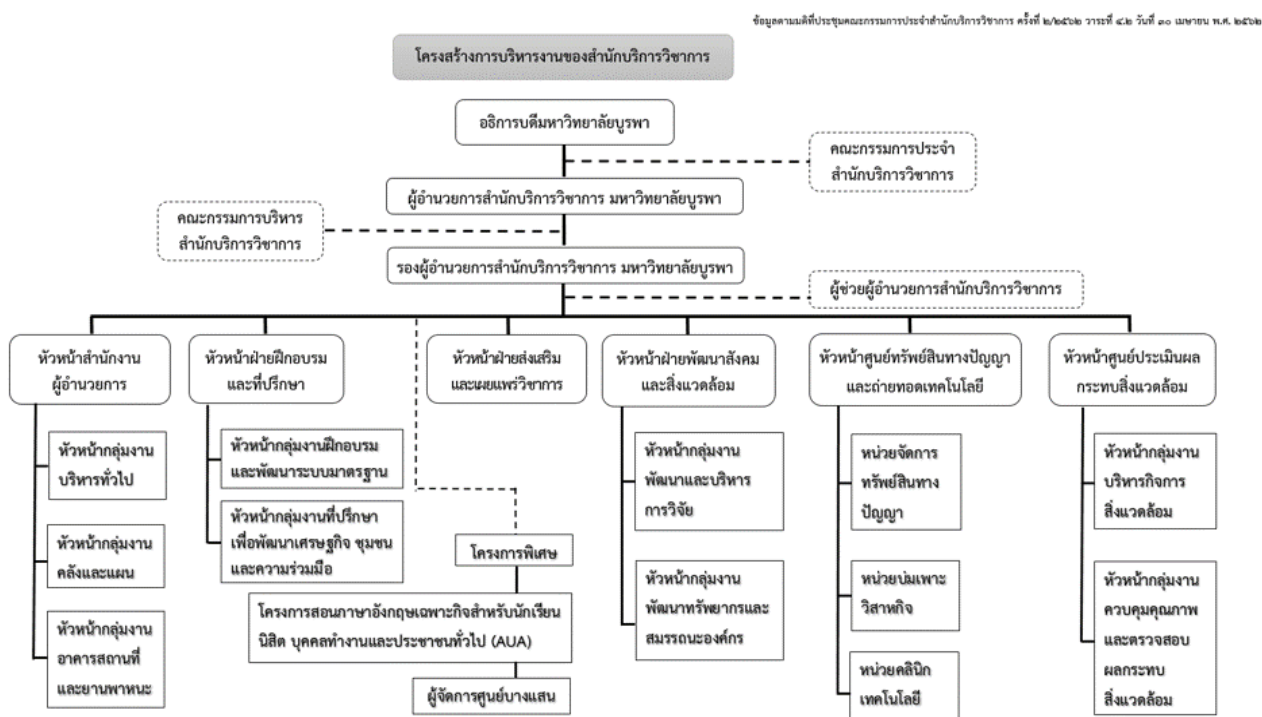 ข้อมูลตามมติที่ประชุมคณะกรรมการประจำสำนักบริการวิชาการ ครั้งที่ ๒/๒๕๖๒ วาระที่ ๔.๒ วันที่ ๓๐ เมษายน พ.ศ. ๒๕๖๒
โครงสร้างการบริหารงานของสำนักบริการวิชาการ
อธิการบดีมหาวิทยาลัยบูรพา
คณะกรรมการประจำ
สำนักบริการวิชาการ
ผู้อำนวยการสำนักบริการวิชาการ มหาวิทยาลัยบูรพา
คณะกรรมการบริหาร
สำนักบริการวิชาการ
รองผู้อำนวยการสำนักบริการวิชาการ มหาวิทยาลัยบูรพา
ผู้ช่วยผู้อำนวยการสำนักบริการวิชาการ
หัวหน้าสำนักงาน
ผู้อำนวยการ
หัวหน้าฝ่ายฝึกอบรม
และที่ปรึกษา
หัวหน้าฝ่ายส่งเสริม
และเผยแพร่วิชาการ
หัวหน้าฝ่ายพัฒนาสังคม
และสิ่งแวดล้อม
หัวหน้าศูนย์ทรัพย์สินทางปัญญา
และถ่ายทอดเทคโนโลยี
หัวหน้าศูนย์ประเมินผล
กระทบสิ่งแวดล้อม
หัวหน้ากลุ่มงาน
บริหารทั่วไป
หัวหน้ากลุ่มงาน
คลังและแผน
หัวหน้ากลุ่มงาน
อาคารสถานที่
และยานพาหนะ
หัวหน้ากลุ่มงานฝึกอบรม
และพัฒนาระบบมาตรฐาน
หัวหน้ากลุ่มงานที่ปรึกษา
เพื่อพัฒนาเศรษฐกิจ ชุมชน
และความร่วมมือ
โครงการพิเศษ
โครงการสอนภาษาอังกฤษเฉพาะกิจสำหรับนักเรียน
นิสิต บุคคลทำงานและประชาชนทั่วไป (AUA)
ผู้จัดการศูนย์บางแสน
หัวหน้ากลุ่มงาน
พัฒนาและบริหาร
การวิจัย
หัวหน้ากลุ่มงาน
พัฒนาทรัพยากรและ
สมรรถนะองค์กร
หน่วยจัดการ
ทรัพย์สินทาง
ปัญญา
หน่วยบ่มเพาะ
วิสาหกิจ
หน่วยคลินิก
เทคโนโลยี
หัวหน้ากลุ่มงาน
บริหารกิจการ
สิ่งแวดล้อม
หัวหน้ากลุ่มงาน
ควบคุมคุณภาพ
และตรวจสอบ
ผลกระทบ
สิ่งแวดล้อม